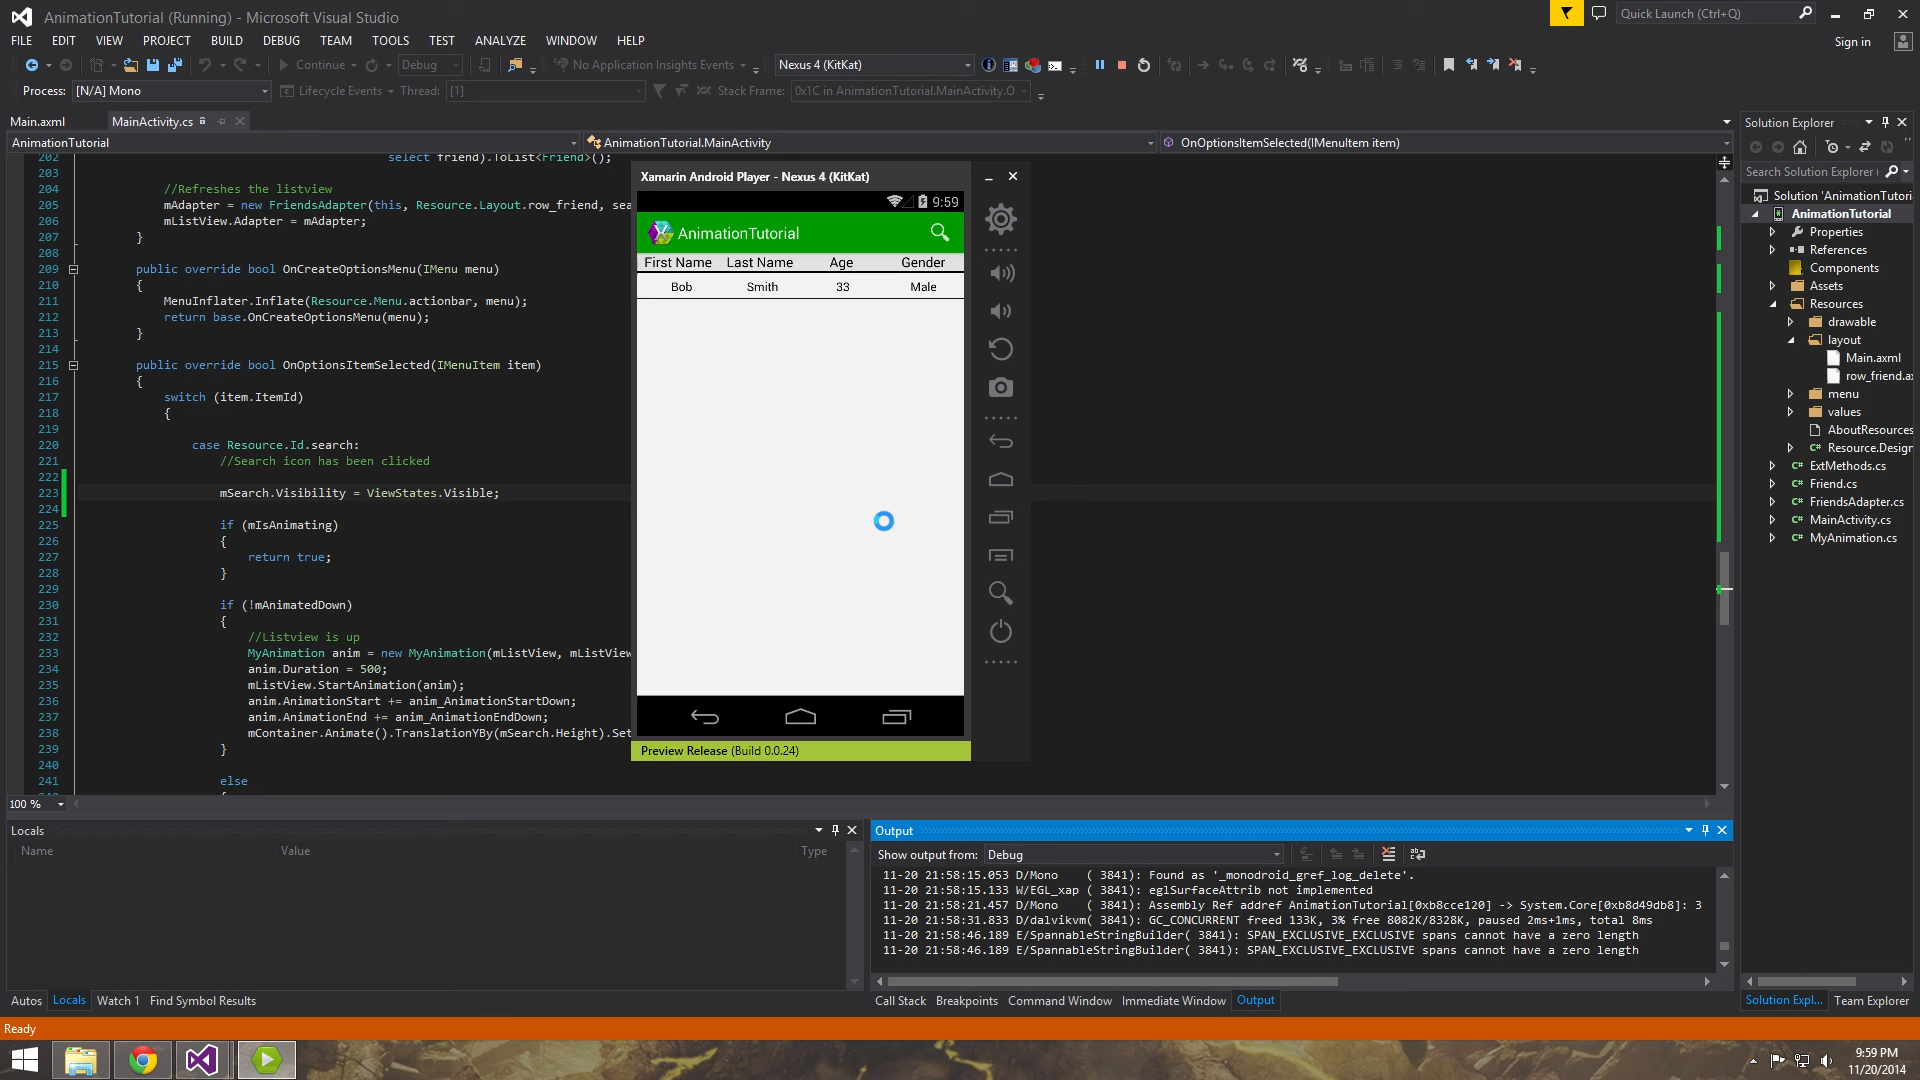 AnimationTutorial (Running) - Microsoft Visual Studio
Quick Launch (Ctrl+Q)
FILE EDIT VIEW PROJECT BUILD DEBUG TEAM TOOLS TEST ANALYZE WINDOW HELP
Sign in
Continue Debug No Application Insights Events Nexus 4 (KitKat)
Process: [N/A] Mono Lifecycle Events Thread: [1] Stack Frame: 0x1C in AnimationTutorial.MainActivity.O
Main.axml MainActivity.cs
AnimationTutorial AnimationTutorial.MainActivity OnOptionsItemSelected(IMenuItem item)
202 select friend).ToList<Friend>();
203
204 //Refreshes the listview
205 mAdapter = new FriendsAdapter(this, Resource.Layout.row_friend, sea
206 mListView.Adapter = mAdapter;
207 }
208
209 public override bool OnCreateOptionsMenu(IMenu menu)
210 {
211 MenuInflater.Inflate(Resource.Menu.actionbar, menu);
212 return base.OnCreateOptionsMenu(menu);
213 }
214
215 public override bool OnOptionsItemSelected(IMenuItem item)
216 {
217 switch (item.ItemId)
218 {
219
220 case Resource.Id.search:
221 //Search icon has been clicked
222
223 mSearch.Visibility = ViewStates.Visible;
224
225 if (mIsAnimating)
226 {
227 return true;
228 }
229
230 if (!mAnimatedDown)
231 {
232 //Listview is up
233 MyAnimation anim = new MyAnimation(mListView, mListView
234 anim.Duration = 500;
235 mListView.StartAnimation(anim);
236 anim.AnimationStart += anim_AnimationStartDown;
237 anim.AnimationEnd += anim_AnimationEndDown;
238 mContainer.Animate().TranslationYBy(mSearch.Height).Set
239 }
240
241 else
100 %
Xamarin Android Player - Nexus 4 (KitKat)
9:59
AnimationTutorial
First Name Last Name Age Gender
Bob Smith 33 Male
Preview Release (Build 0.0.24)
Solution Explorer
Search Solution Explorer (
Solution 'AnimationTutori
AnimationTutorial
Properties
References
Components
Assets
Resources
drawable
layout
Main.axml
row_friend.ax
menu
values
AboutResources
Resource.Design
ExtMethods.cs
Friend.cs
FriendsAdapter.cs
MainActivity.cs
MyAnimation.cs
Solution Expl... Team Explorer
Locals
Name Value Type
Autos Locals Watch 1 Find Symbol Results
Output
Show output from: Debug
11-20 21:58:15.053 D/Mono ( 3841): Found as '_monodroid_gref_log_delete'.
11-20 21:58:15.133 W/EGL_xap ( 3841): eglSurfaceAttrib not implemented
11-20 21:58:21.457 D/Mono ( 3841): Assembly Ref addref AnimationTutorial[0xb8cce120] -> System.Core[0xb8d49db8]: 3
11-20 21:58:31.833 D/dalvikvm( 3841): GC_CONCURRENT freed 133K, 3% free 8082K/8328K, paused 2ms+1ms, total 8ms
11-20 21:58:46.189 E/SpannableStringBuilder( 3841): SPAN_EXCLUSIVE_EXCLUSIVE spans cannot have a zero length
11-20 21:58:46.189 E/SpannableStringBuilder( 3841): SPAN_EXCLUSIVE_EXCLUSIVE spans cannot have a zero length
Call Stack Breakpoints Command Window Immediate Window Output
Ready
9:59 PM
11/20/2014